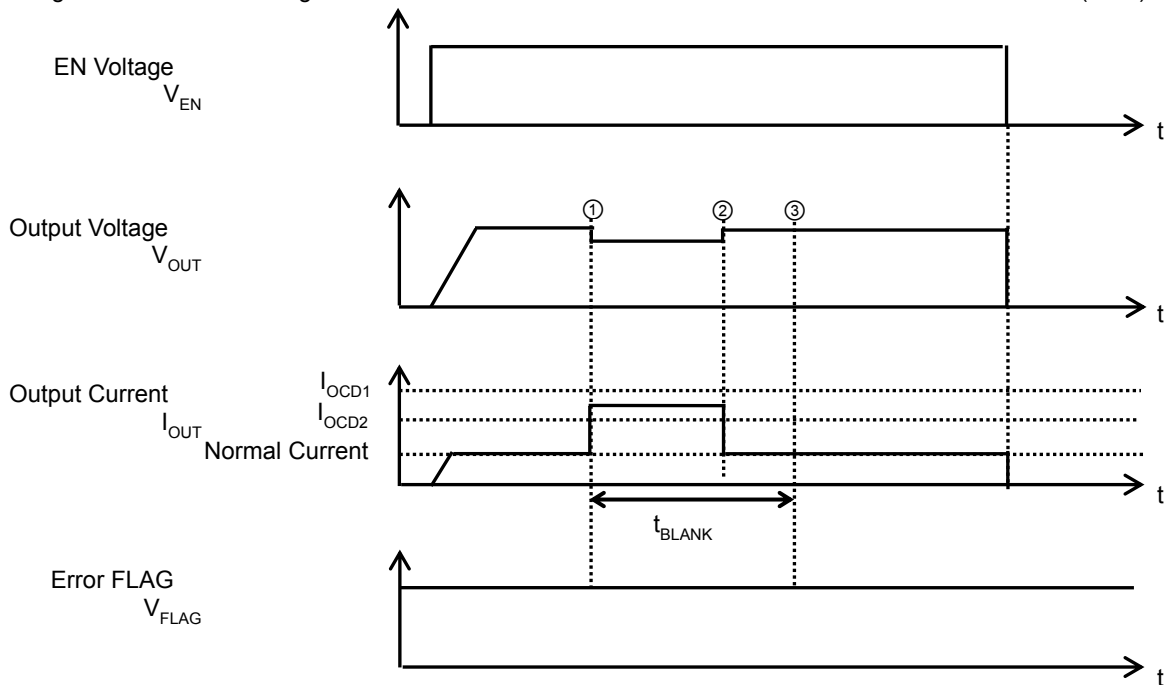 EN Voltage
V_EN
t
① ② ③
Output Voltage
V_OUT
t
Output Current
I_OUT
I_OCD1
I_OCD2
Normal Current
t
t_BLANK
Error FLAG
V_FLAG
t